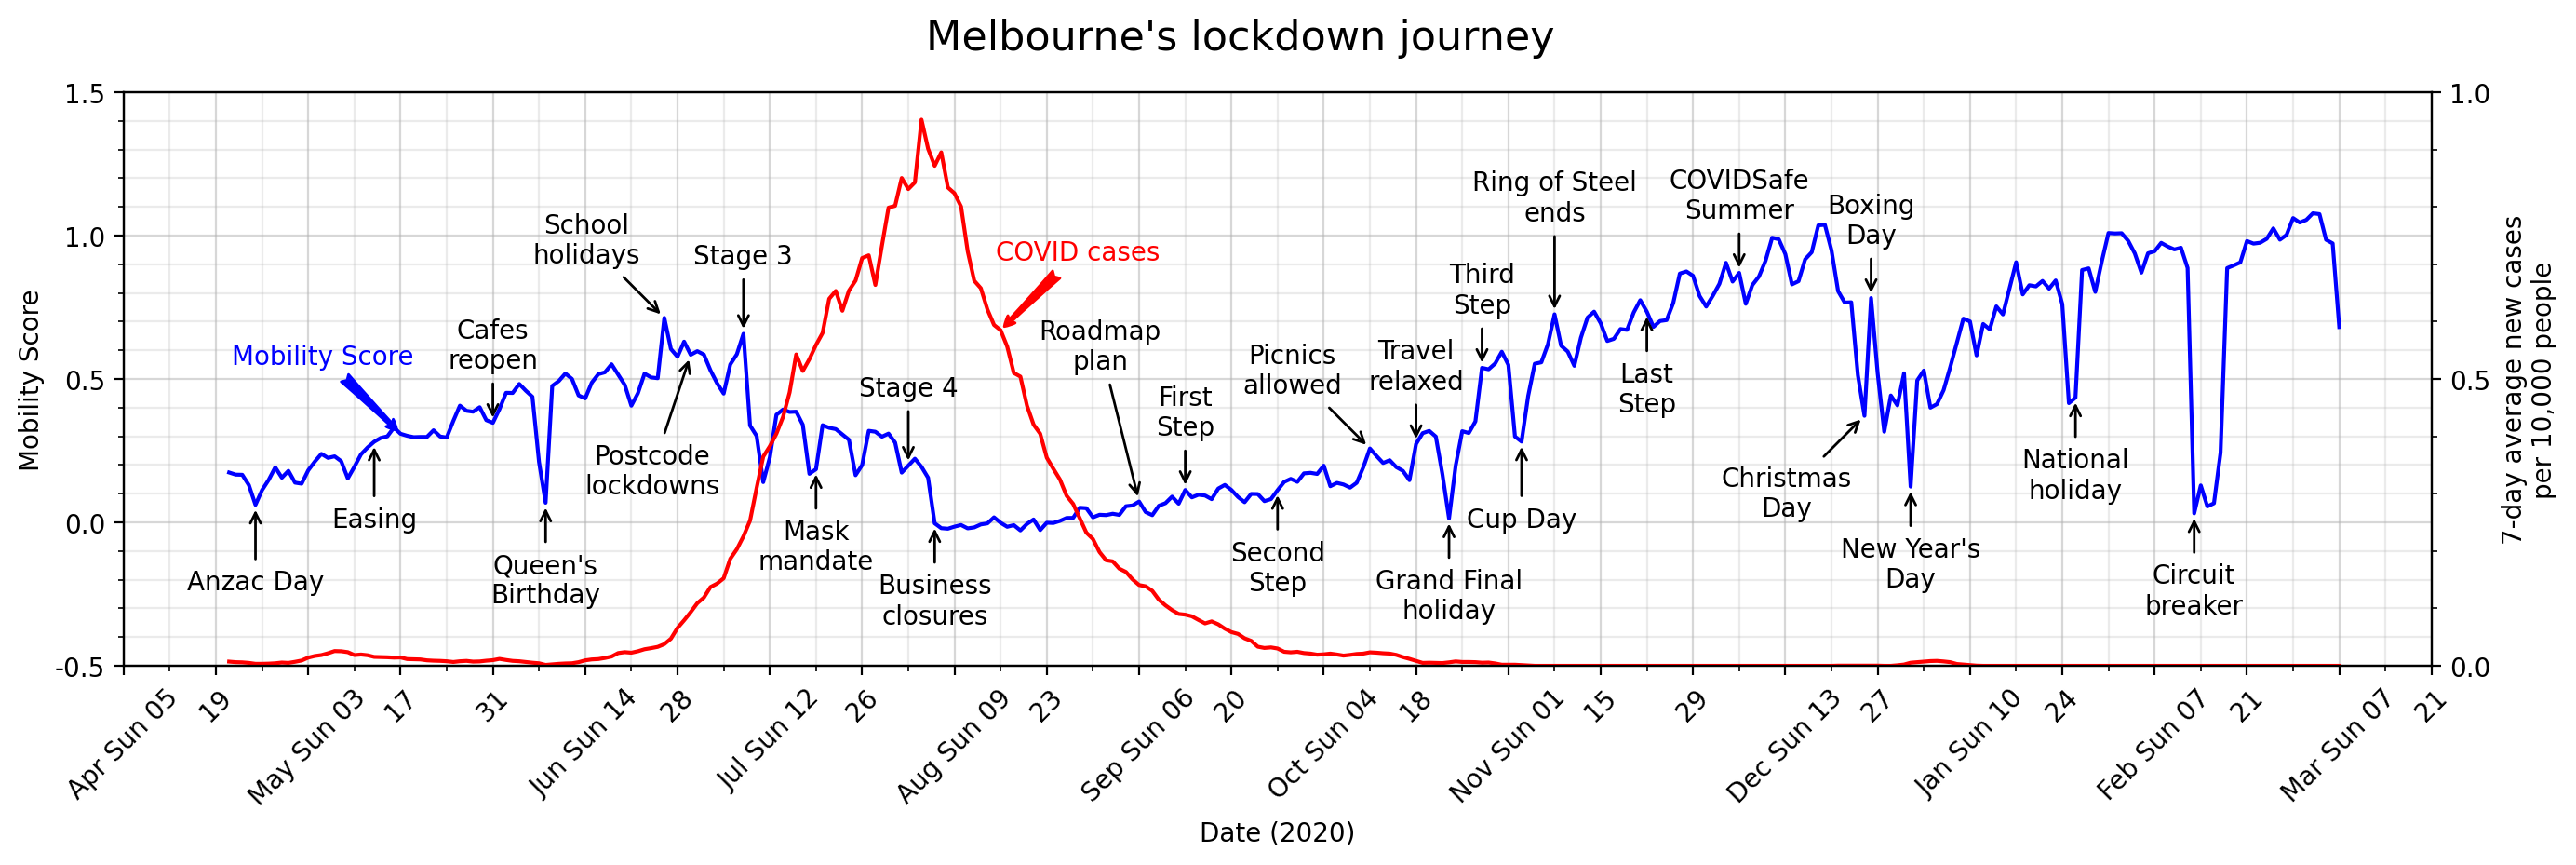 Melbourne's lockdown journey
1.5
1.0
0.5
0.0
-0.5
Mobility Score
1.0
0.5
0.0
7-day average new cases
per 10,000 people
Mobility Score
COVID cases
Anzac Day
Easing
Cafes
reopen
Queen's
Birthday
School
holidays
Postcode
lockdowns
Stage 3
Mask
mandate
Stage 4
Business
closures
Roadmap
plan
First
Step
Second
Step
Picnics
allowed
Travel
relaxed
Grand Final
holiday
Third
Step
Cup Day
Ring of Steel
ends
Last
Step
COVIDSafe
Summer
Christmas
Day
Boxing
Day
New Year's
Day
National
holiday
Circuit
breaker
Apr Sun 05
19
May Sun 03
17
31
Jun Sun 14
28
Jul Sun 12
26
Aug Sun 09
23
Sep Sun 06
20
Oct Sun 04
18
Nov Sun 01
15
29
Dec Sun 13
27
Jan Sun 10
24
Feb Sun 07
21
Mar Sun 07
21
Date (2020)